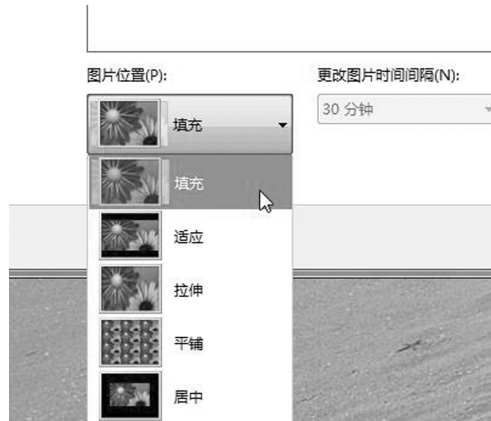 图片位置(P):
更改图片时间间隔(N):
填充
30 分钟
填充
适应
拉伸
平铺
居中